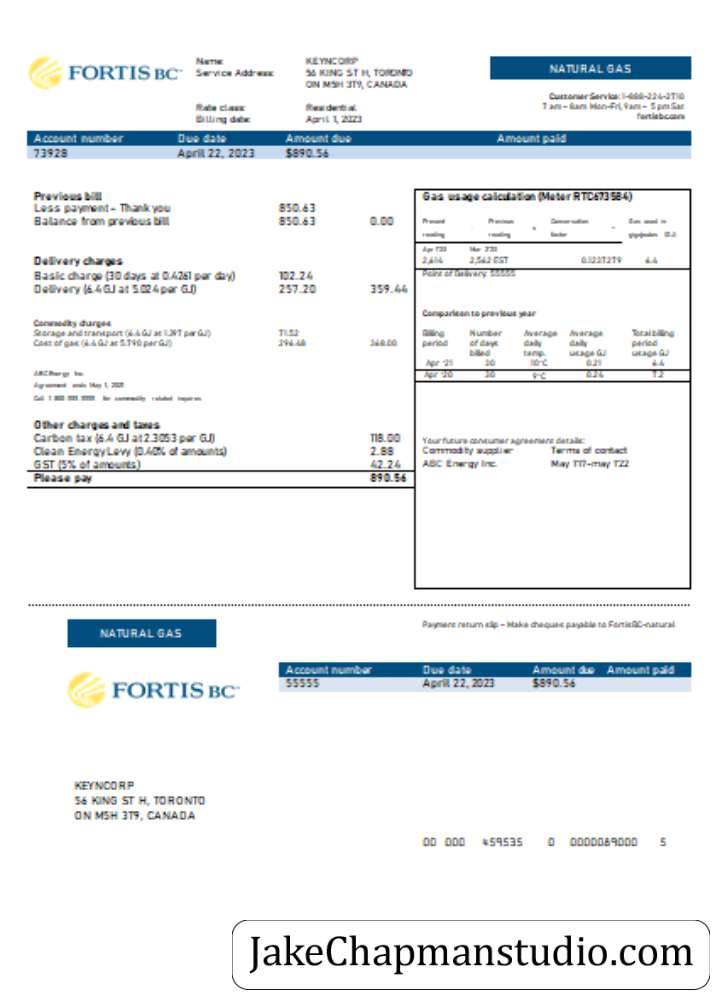 FORTIS BC
Name: KEYNCORP
Service Address: 56 KING ST H, TORONTO
ON M5H 3T9, CANADA
Rate class: Residential
Billing date: April 1, 2023
NATURAL GAS
Customer Service: 1-888-224-2710
7 am – 8am Mon-Fri, 9am – 5 pm Sat
fortisbc.com
Account number Due date Amount due Amount paid
73928 April 22, 2023 $890.56
Previous bill
Less payment – Thank you 850.63
Balance from previous bill 850.63 0.00
Delivery charges
Basic charge (30 days at 0.4261 per day) 102.24
Delivery (6.4 GJ at 5.024 per GJ) 257.20 359.44
Commodity charges
Storage and transport (6.4 GJ at 1.397 per GJ) 71.52
Cost of gas (6.4 GJ at 5.790 per GJ) 296.48 368.00
ABC Energy Inc.
Agreement ends May 1, 2021
Call 1 800 555 5555 for commodity related inquires
Other charges and taxes
Carbon tax (6.4 GJ at 2.3053 per GJ) 118.00
Clean Energy Levy (0.40% of amounts) 2.88
GST (5% of amounts) 42.24
Please pay 890.56
Gas usage calculation (Meter RTC673584)
Present Previous Conversation Gas used in
reading - reading x factor = gigajoules (GJ)
Apr T'20 Mar 2'20
2,614 2,562 EST 0.1237279 6.4
Point of Delivery: 55555
Comparison to previous year
Billing Number Average Average Total billing
period of days daily daily period
billed temp. usage GJ usage GJ
Apr '21 30 10°C 0.21 6.4
Apr '20 30 9°C 0.24 7.2
Your future consumer agreement details:
Commodity supplier Terms of contact
ABC Energy Inc. May 1'17-may 1'22
NATURAL GAS
Payment return slip – Make cheques payable to FortisBC-natural
FORTIS BC
Account number Due date Amount due Amount paid
55555 April 22, 2023 $890.56
KEYNCORP
56 KING ST H, TORONTO
ON M5H 3T9, CANADA
00 000 459535 0 0000089000 5
JakeChapmanstudio.com